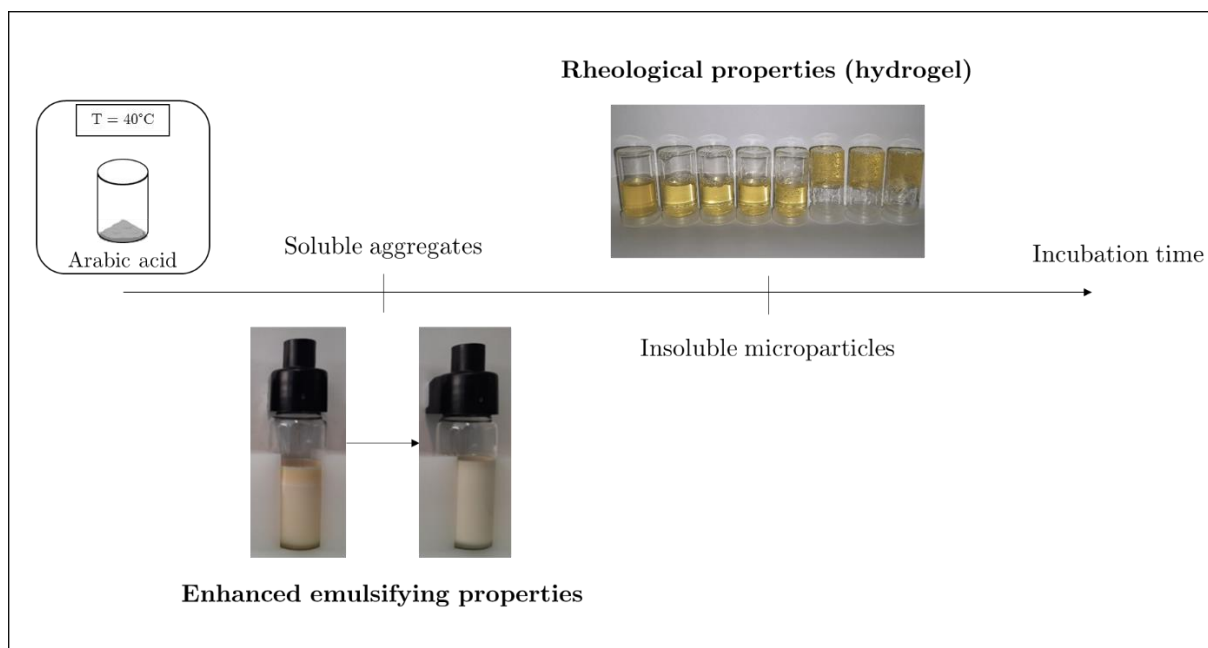 Rheological properties (hydrogel)
T = 40°C
Arabic acid
Soluble aggregates
Incubation time
Insoluble microparticles
Enhanced emulsifying properties